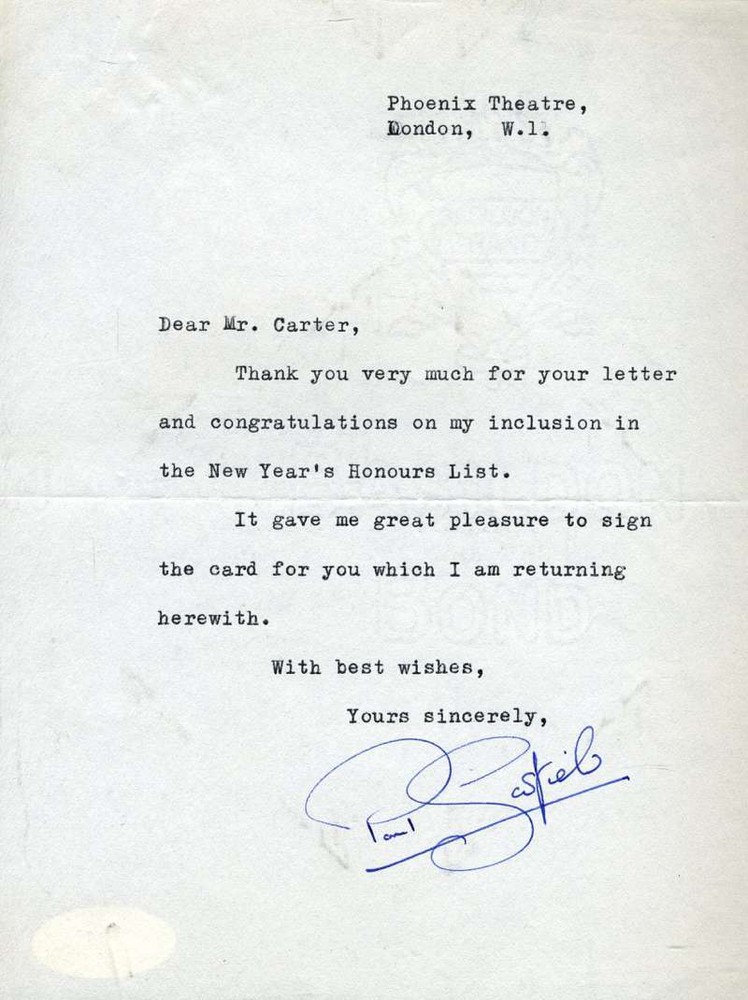 Phoenix Theatre,
London, W.1.
Dear Mr. Carter,
Thank you very much for your letter
and congratulations on my inclusion in
the New Year's Honours List.
It gave me great pleasure to sign
the card for you which I am returning
herewith.
With best wishes,
Yours sincerely,
Paul Scofield
BOND